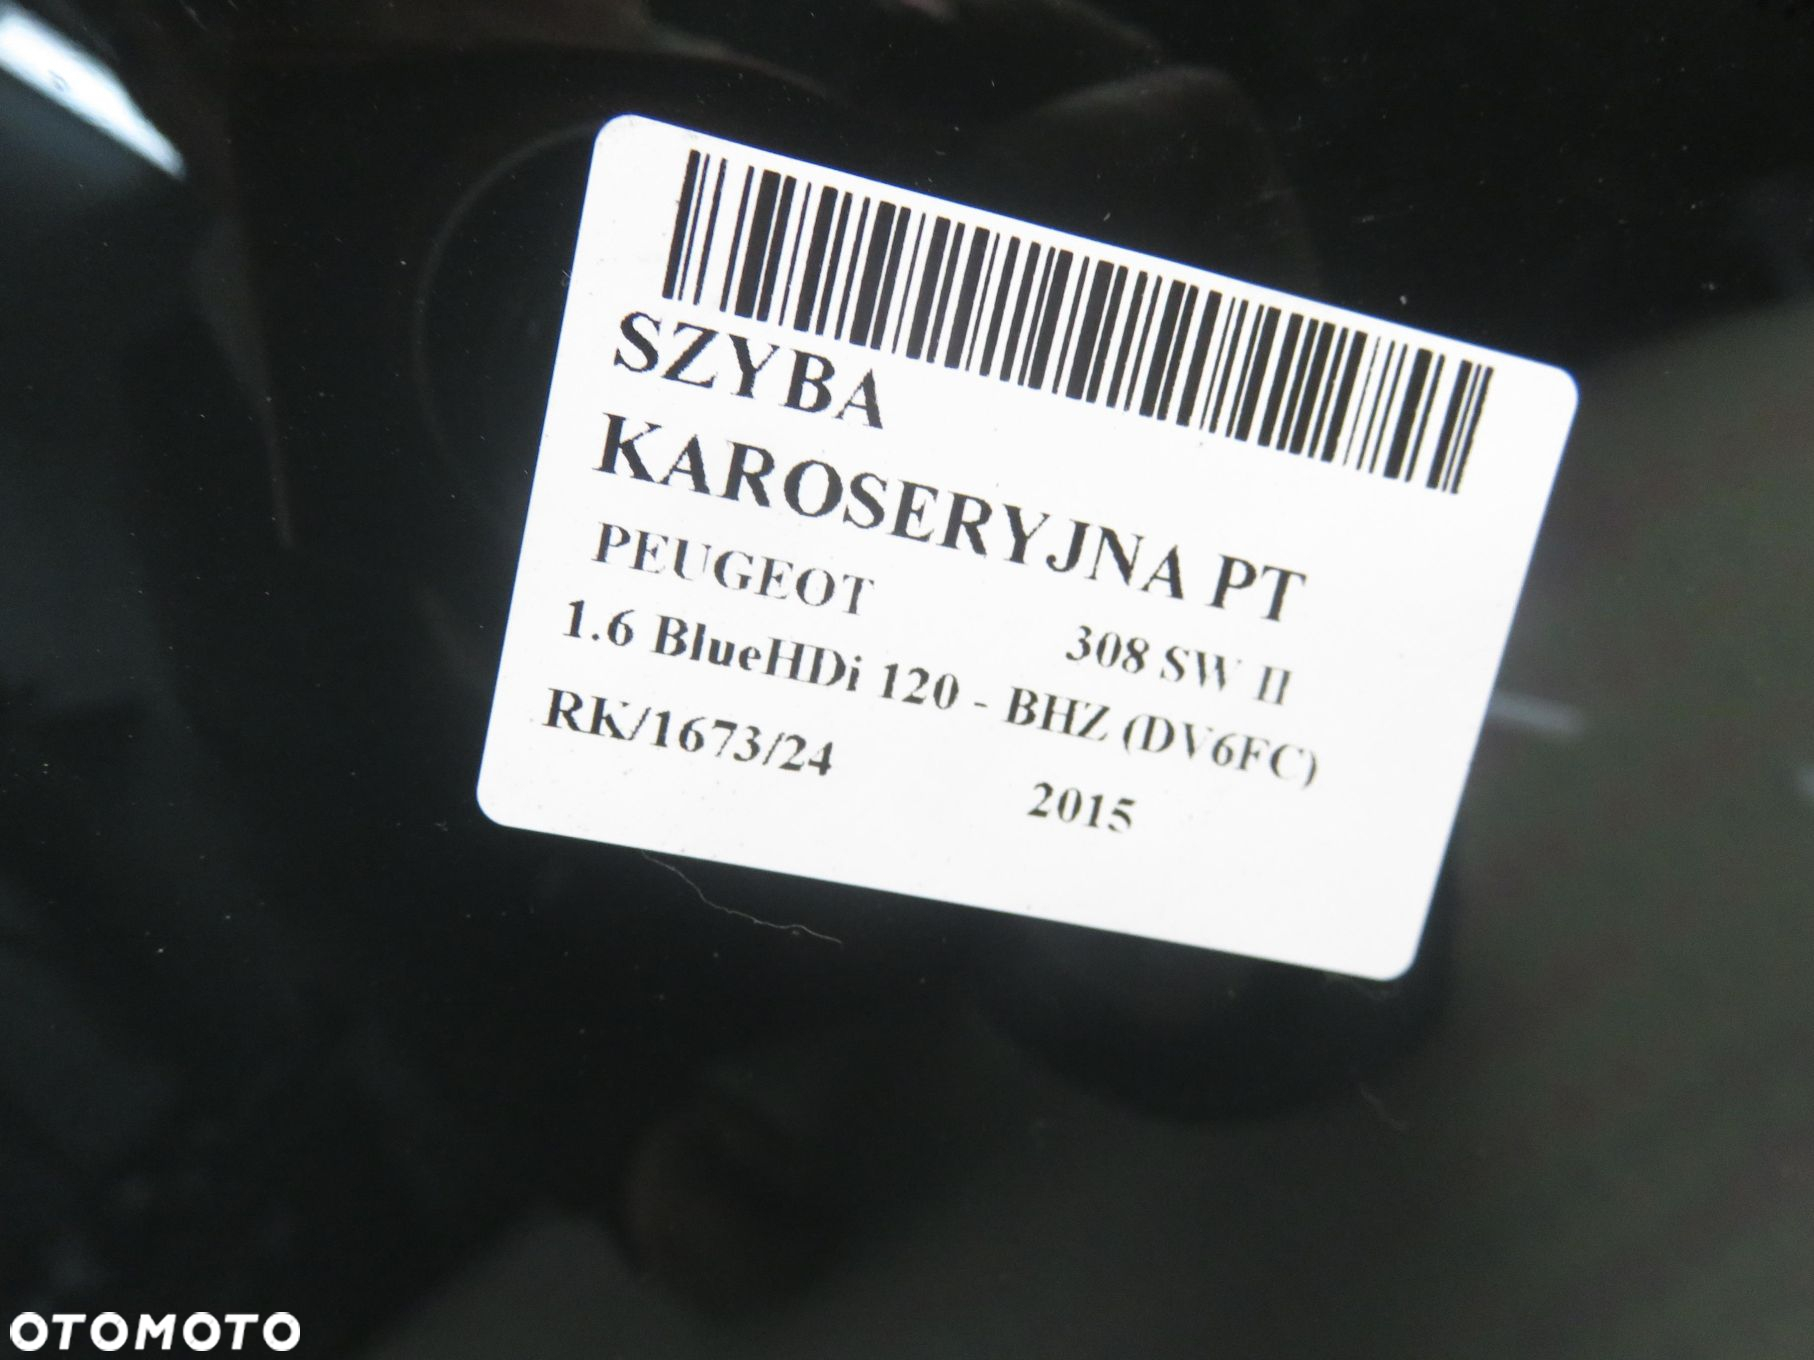 SZYBA
KAROSERYJNA PT
PEUGEOT 308 SW II
1.6 BlueHDi 120 - BHZ (DV6FC)
RK/1673/24 2015
OTOMOTO